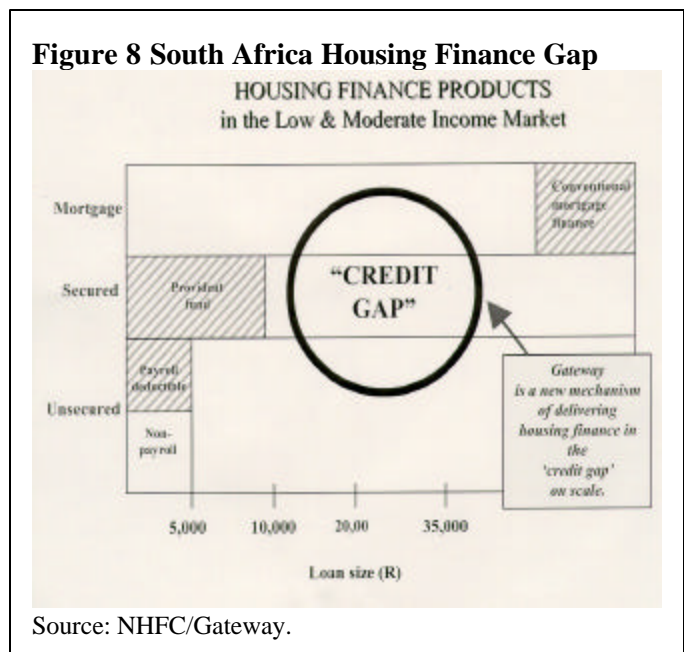 Figure 8 South Africa Housing Finance Gap
HOUSING FINANCE PRODUCTS
in the Low & Moderate Income Market
Mortgage
Conventional
mortgage
finance
Secured
Provident
fund
“CREDIT
GAP”
Payroll
deductible
Unsecured
Non-
payroll
Gateway
is a new mechanism
of delivering
housing finance in
the
'credit gap'
on scale.
5,000
10,000
20,00
35,000
Loan size (R)
Source: NHFC/Gateway.